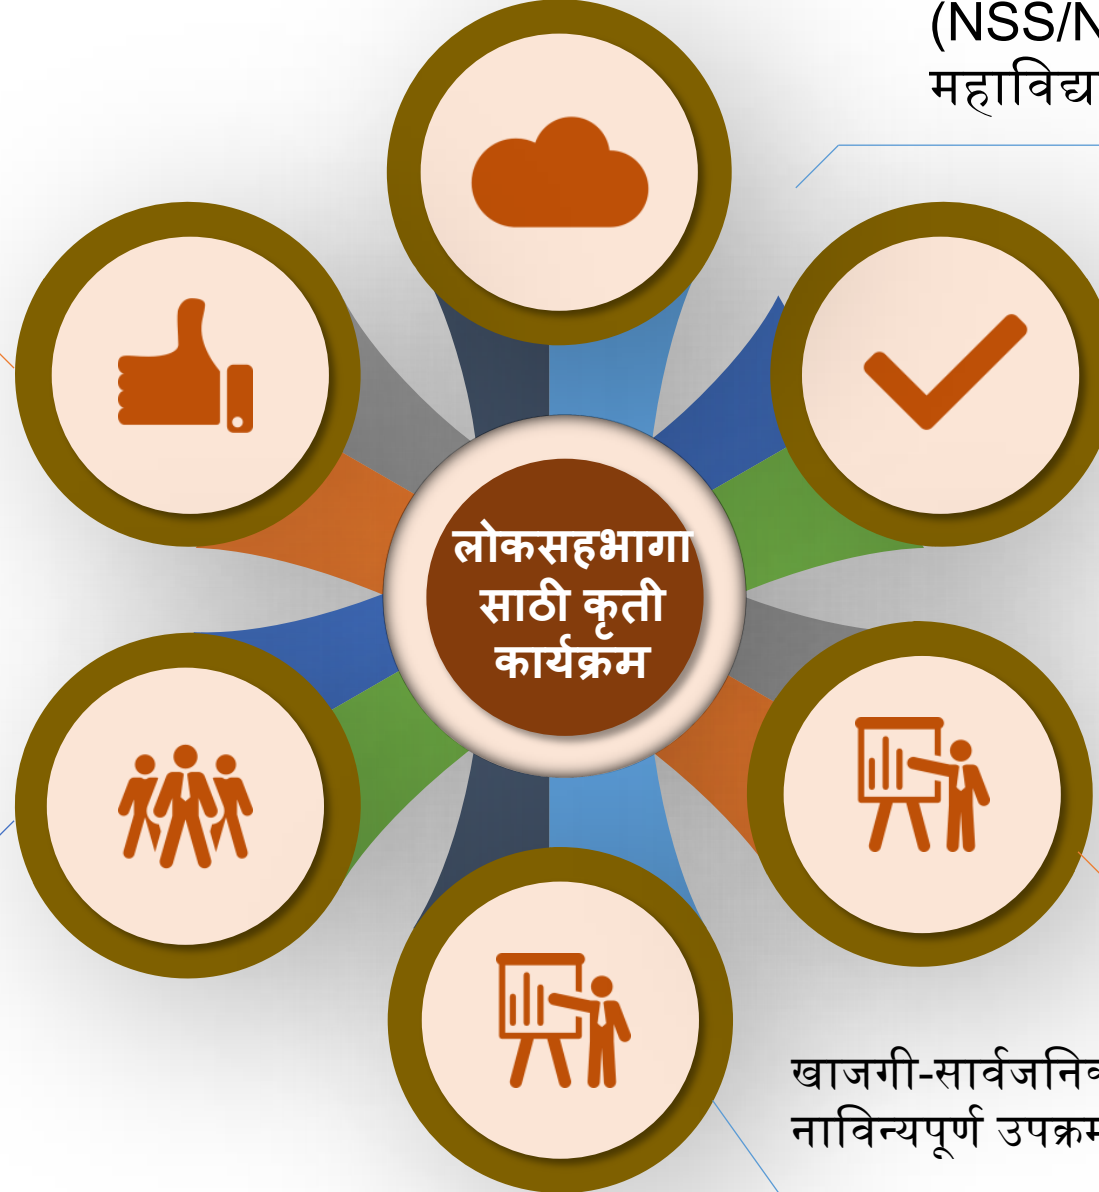 (NSS/N
महाविद्य
लोकसहभागा
साठी कृती
कार्यक्रम
खाजगी-सार्वजनि
नाविन्यपूर्ण उपक्रम